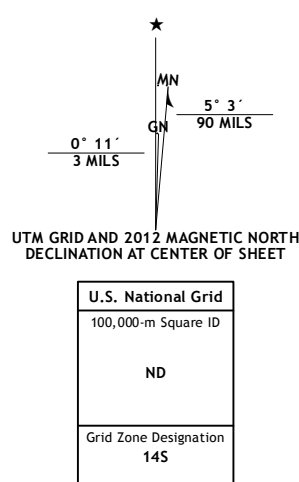 MN
5° 3´
90 MILS
GN
0° 11´
3 MILS
UTM GRID AND 2012 MAGNETIC NORTH
DECLINATION AT CENTER OF SHEET
U.S. National Grid
100,000-m Square ID
ND
Grid Zone Designation
14S